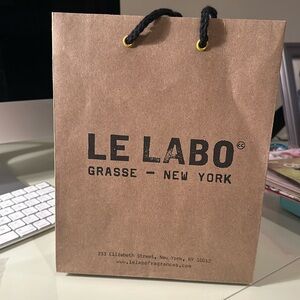 LE LABO®
GRASSE — NEW YORK
233 Elizabeth Street, New York, NY 10012
www.lelabofragrances.com